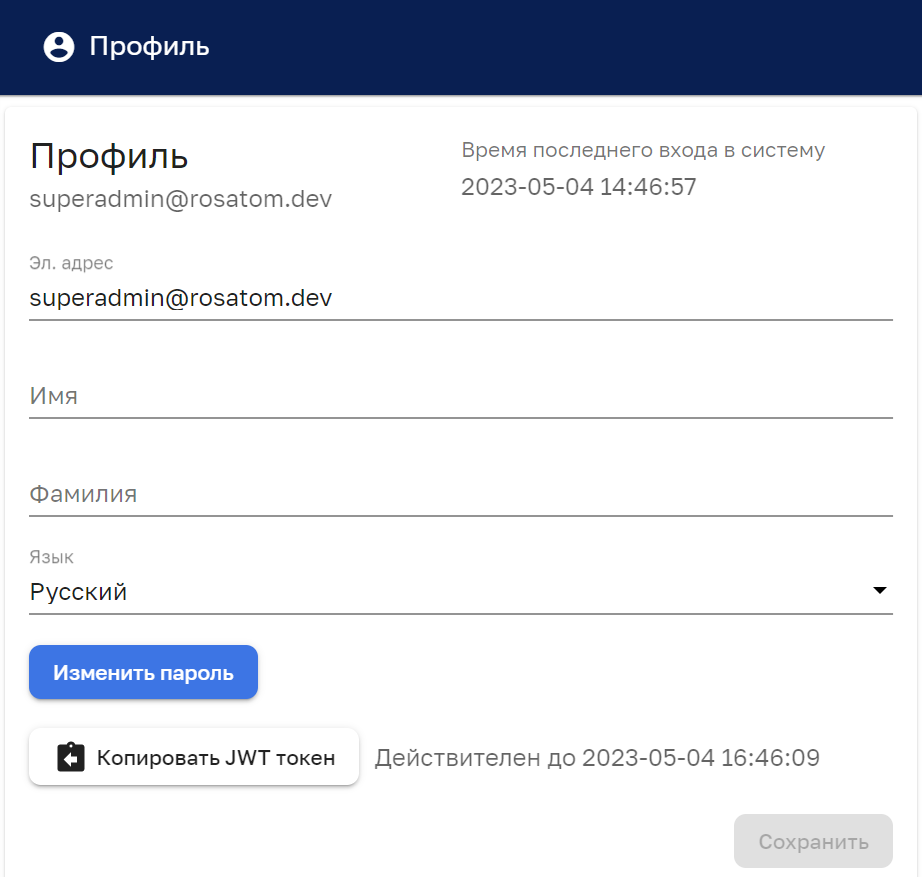 Профиль
Профиль
superadmin@rosatom.dev
Время последнего входа в систему
2023-05-04 14:46:57
Эл. адрес
superadmin@rosatom.dev
Имя
Фамилия
Язык
Русский
Изменить пароль
Копировать JWT токен
Действителен до 2023-05-04 16:46:09
Сохранить